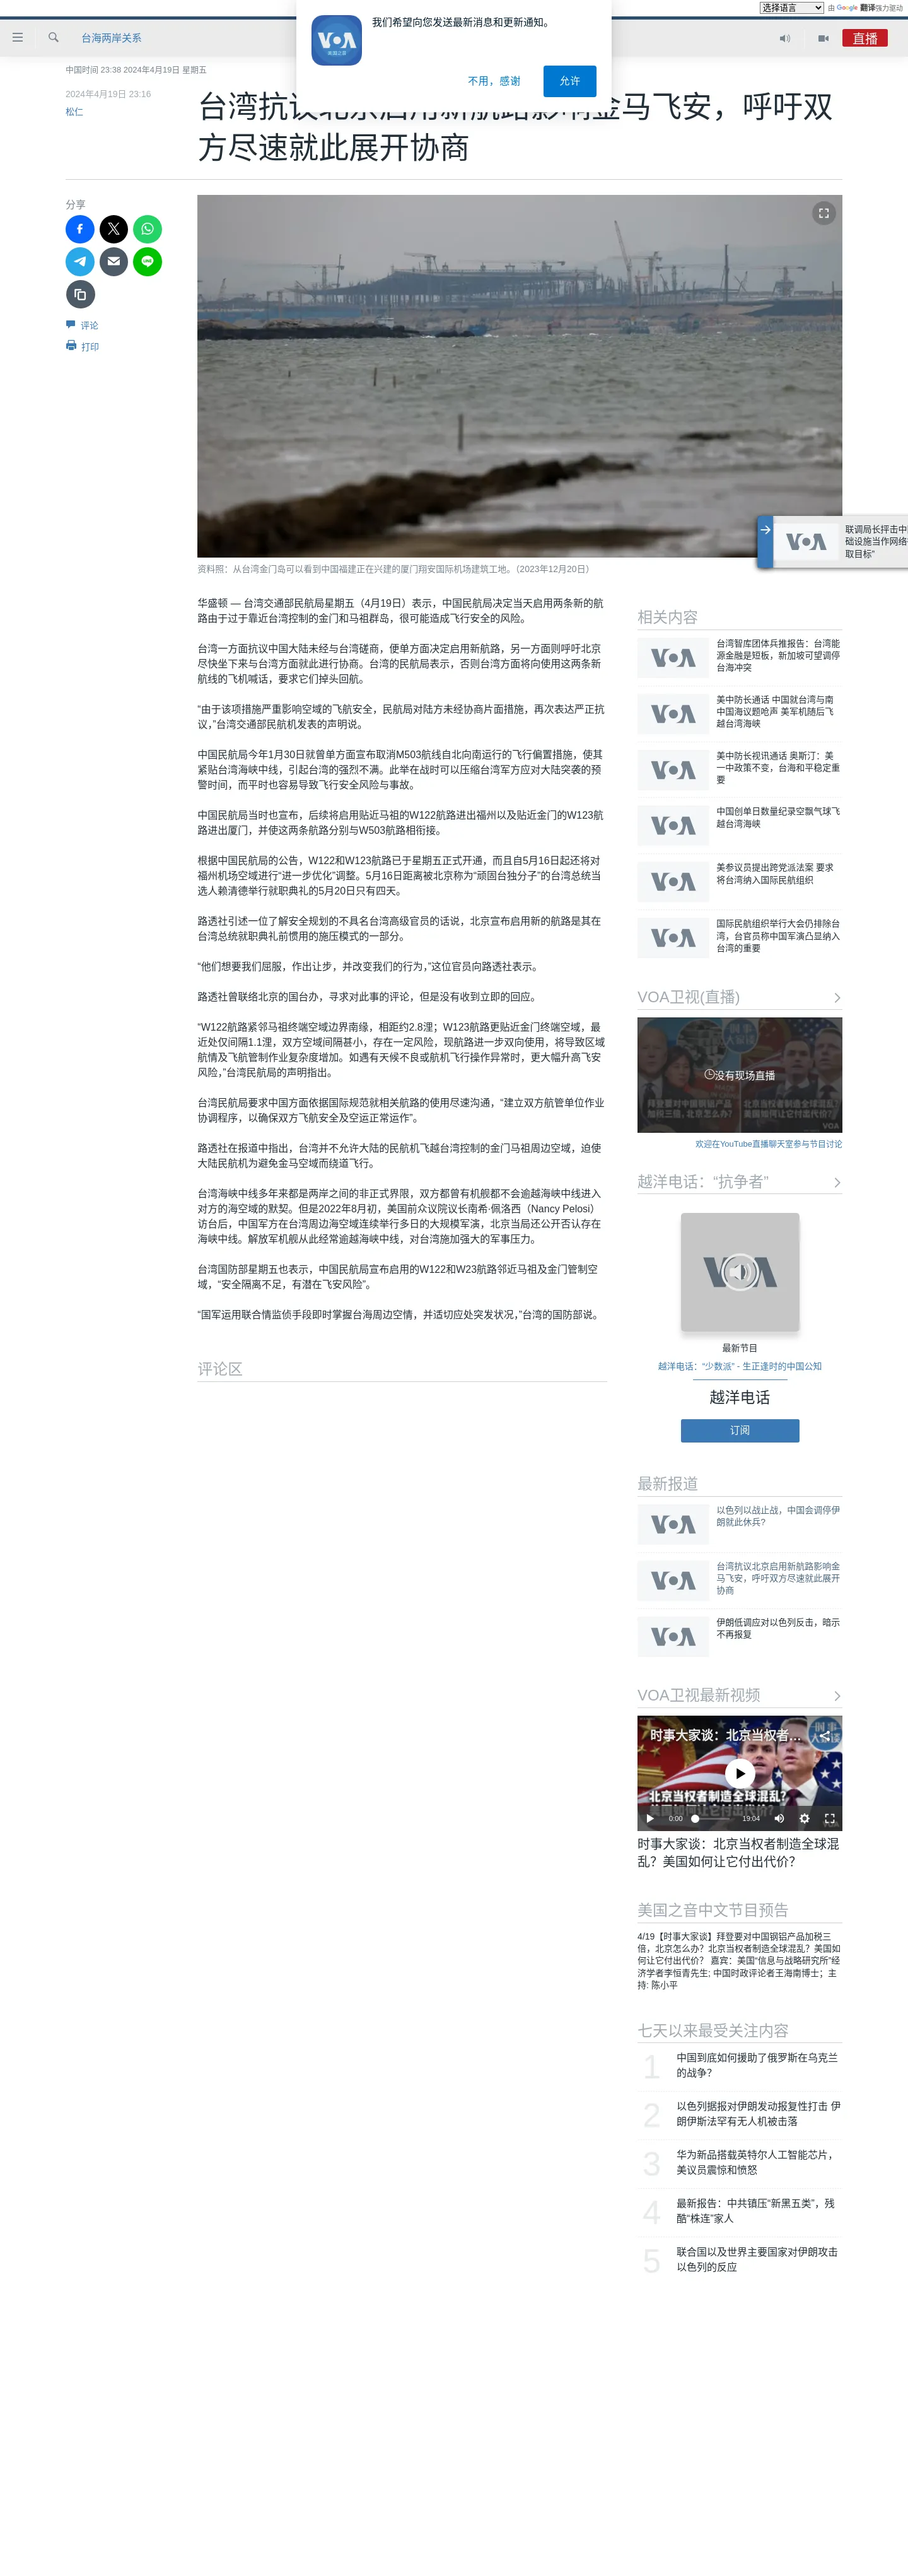 选择语言 由 Google 翻译强力驱动
我们希望向您发送最新消息和更新通知。
不用，感谢
允许
台海两岸关系
直播
中国时间 23:38 2024年4月19日 星期五
2024年4月19日 23:16
松仁
台湾抗议北京启用新航路影响金马飞安，呼吁双
方尽速就此展开协商
分享
评论
打印
资料照：从台湾金门岛可以看到中国福建正在兴建的厦门翔安国际机场建筑工地。（2023年12月20日）
联调局长抨击中
础设施当作网络
取目标"
华盛顿 — 台湾交通部民航局星期五（4月19日）表示，中国民航局决定当天启用两条新的航
路由于过于靠近台湾控制的金门和马祖群岛，很可能造成飞行安全的风险。
台湾一方面抗议中国大陆未经与台湾磋商，便单方面决定启用新航路，另一方面则呼吁北京
尽快坐下来与台湾方面就此进行协商。台湾的民航局表示，否则台湾方面将向使用这两条新
航线的飞机喊话，要求它们掉头回航。
“由于该项措施严重影响空域的飞航安全，民航局对陆方未经协商片面措施，再次表达严正抗
议，”台湾交通部民航机发表的声明说。
中国民航局今年1月30日就曾单方面宣布取消M503航线自北向南运行的飞行偏置措施，使其
紧贴台湾海峡中线，引起台湾的强烈不满。此举在战时可以压缩台湾军方应对大陆突袭的预
警时间，而平时也容易导致飞行安全风险与事故。
中国民航局当时也宣布，后续将启用贴近马祖的W122航路进出福州以及贴近金门的W123航
路进出厦门，并使这两条航路分别与W503航路相衔接。
根据中国民航局的公告，W122和W123航路已于星期五正式开通，而且自5月16日起还将对
福州机场空域进行“进一步优化”调整。5月16日距离被北京称为“顽固台独分子”的台湾总统当
选人赖清德举行就职典礼的5月20日只有四天。
路透社引述一位了解安全规划的不具名台湾高级官员的话说，北京宣布启用新的航路是其在
台湾总统就职典礼前惯用的施压模式的一部分。
“他们想要我们屈服，作出让步，并改变我们的行为，”这位官员向路透社表示。
路透社曾联络北京的国台办，寻求对此事的评论，但是没有收到立即的回应。
“W122航路紧邻马祖终端空域边界南缘，相距约2.8浬；W123航路更贴近金门终端空域，最
近处仅间隔1.1浬，双方空域间隔甚小，存在一定风险，现航路进一步双向使用，将导致区域
航情及飞航管制作业复杂度增加。如遇有天候不良或航机飞行操作异常时，更大幅升高飞安
风险，”台湾民航局的声明指出。
台湾民航局要求中国方面依据国际规范就相关航路的使用尽速沟通，“建立双方航管单位作业
协调程序，以确保双方飞航安全及空运正常运作”。
路透社在报道中指出，台湾并不允许大陆的民航机飞越台湾控制的金门马祖周边空域，迫使
大陆民航机为避免金马空域而绕道飞行。
台湾海峡中线多年来都是两岸之间的非正式界限，双方都曾有机舰都不会逾越海峡中线进入
对方的海空域的默契。但是2022年8月初，美国前众议院议长南希·佩洛西（Nancy Pelosi）
访台后，中国军方在台湾周边海空域连续举行多日的大规模军演，北京当局还公开否认存在
海峡中线。解放军机舰从此经常逾越海峡中线，对台湾施加强大的军事压力。
台湾国防部星期五也表示，中国民航局宣布启用的W122和W23航路邻近马祖及金门管制空
域，“安全隔离不足，有潜在飞安风险”。
“国军运用联合情监侦手段即时掌握台海周边空情，并适切应处突发状况，”台湾的国防部说。
评论区
相关内容
台湾智库团体兵推报告：台湾能
源金融是短板，新加坡可望调停
台海冲突
美中防长通话 中国就台湾与南
中国海议题呛声 美军机随后飞
越台湾海峡
美中防长视讯通话 奥斯汀：美
一中政策不变，台海和平稳定重
要
中国创单日数量纪录空飘气球飞
越台湾海峡
美参议员提出跨党派法案 要求
将台湾纳入国际民航组织
国际民航组织举行大会仍排除台
湾，台官员称中国军演凸显纳入
台湾的重要
VOA卫视(直播)
没有现场直播
欢迎在YouTube直播聊天室参与节目讨论
越洋电话：“抗争者”
最新节目
越洋电话：“少数派” - 生正逢时的中国公知
越洋电话
订阅
最新报道
以色列以战止战，中国会调停伊
朗就此休兵?
台湾抗议北京启用新航路影响金
马飞安，呼吁双方尽速就此展开
协商
伊朗低调应对以色列反击，暗示
不再报复
VOA卫视最新视频
时事大家谈：北京当权者...
北京当权者制造全球混乱?
美国如何让它付出代价?
0:00 19:04
时事大家谈：北京当权者制造全球混
乱？美国如何让它付出代价?
美国之音中文节目预告
4/19【时事大家谈】拜登要对中国钢铝产品加税三
倍，北京怎么办？北京当权者制造全球混乱？美国如
何让它付出代价？ 嘉宾：美国“信息与战略研究所”经
济学者李恒青先生; 中国时政评论者王海南博士；主
持: 陈小平
七天以来最受关注内容
1 中国到底如何援助了俄罗斯在乌克兰
的战争?
2 以色列据报对伊朗发动报复性打击 伊
朗伊斯法罕有无人机被击落
3 华为新品搭载英特尔人工智能芯片，
美议员震惊和愤怒
4 最新报告：中共镇压“新黑五类”，残
酷“株连”家人
5 联合国以及世界主要国家对伊朗攻击
以色列的反应